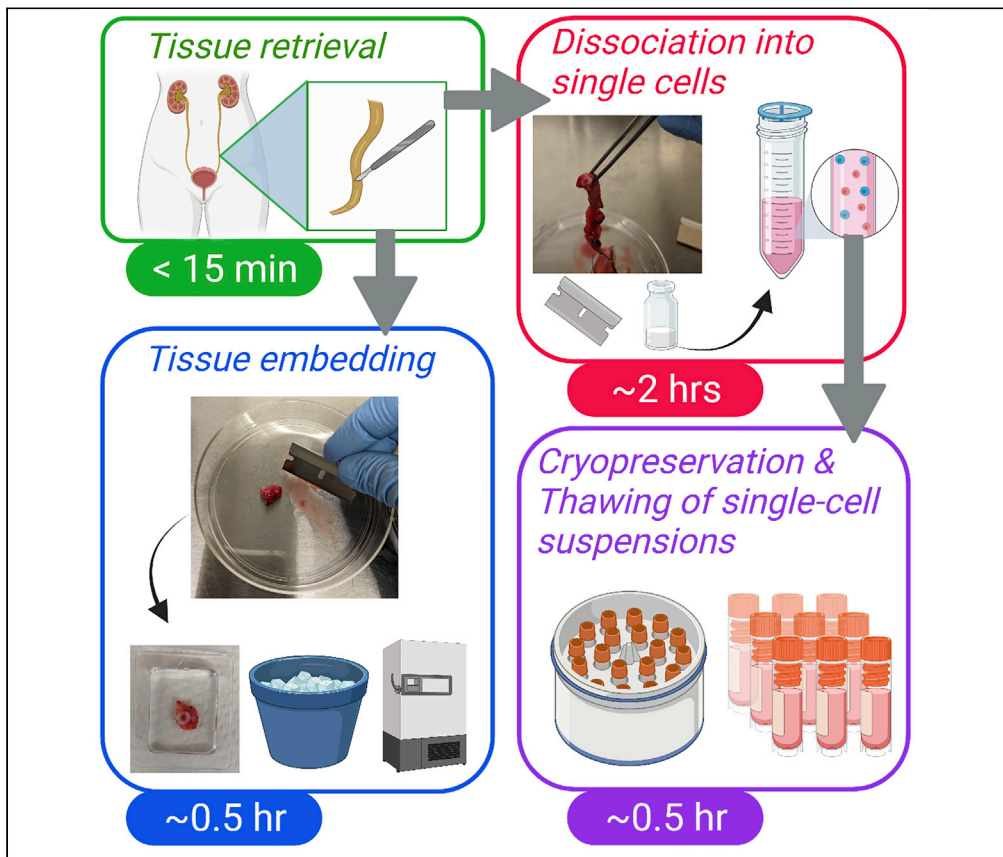 Tissue retrieval
< 15 min
Dissociation into
single cells
~2 hrs
Tissue embedding
~0.5 hr
Cryopreservation &
Thawing of single-cell
suspensions
~0.5 hr